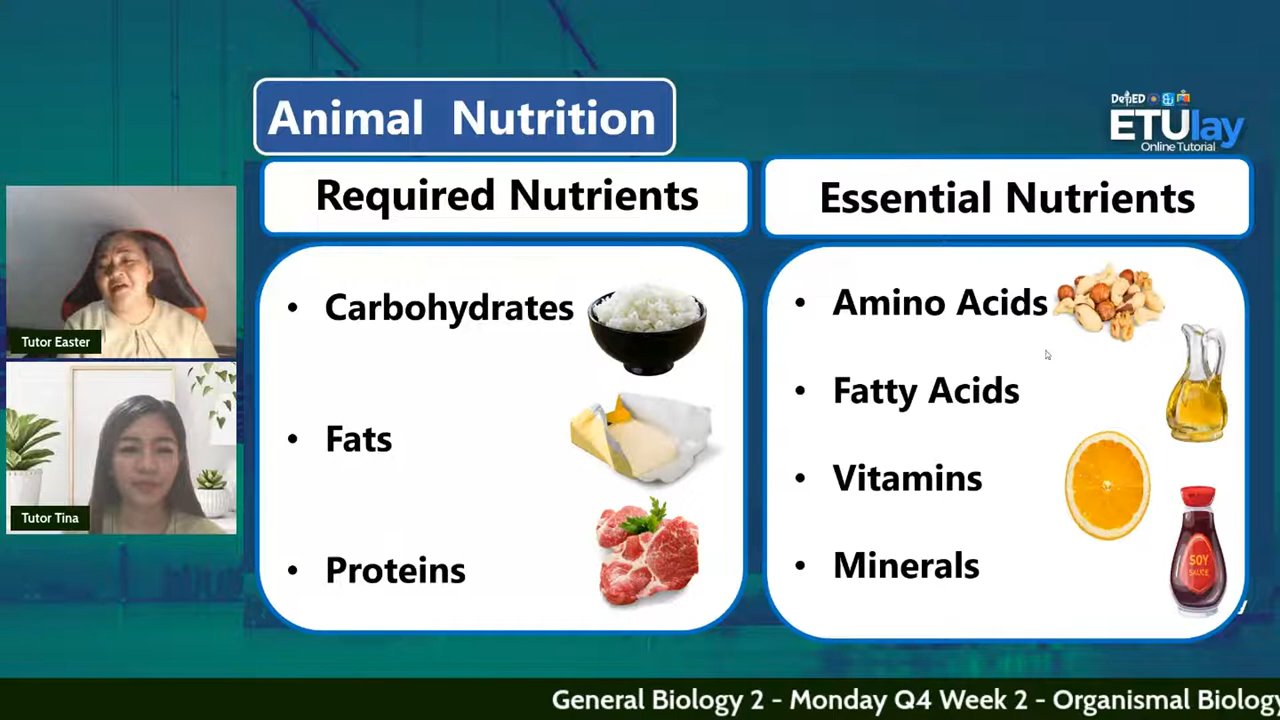 Animal Nutrition
DepED
ETUlay
Online Tutorial
Required Nutrients
Essential Nutrients
• Carbohydrates
• Fats
• Proteins
• Amino Acids
• Fatty Acids
• Vitamins
• Minerals
SOY
SAUCE
Tutor Easter
Tutor Tina
General Biology 2 - Monday Q4 Week 2 - Organismal Biology